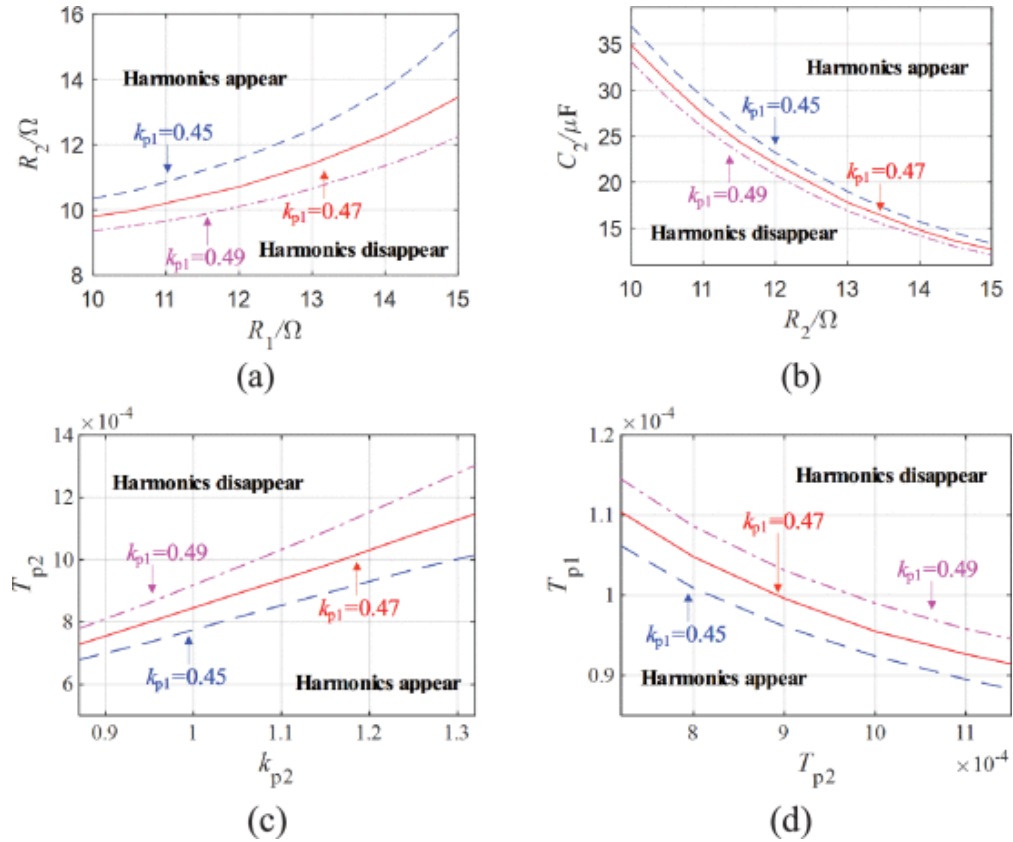 16
14
12
10
8
R₂/Ω
Harmonics appear
kp1=0.45
kp1=0.47
kp1=0.49
Harmonics disappear
10 11 12 13 14 15
R₁/Ω
(a)
35
30
25
20
15
C₂/μF
Harmonics appear
kp1=0.45
kp1=0.49
kp1=0.47
Harmonics disappear
10 11 12 13 14 15
R₂/Ω
(b)
×10⁻⁴
14
12
10
8
6
Tp2
Harmonics disappear
kp1=0.49
kp1=0.47
kp1=0.45
Harmonics appear
0.9 1 1.1 1.2 1.3
kp2
(c)
×10⁻⁴
1.2
1.1
1
0.9
Tp1
Harmonics disappear
kp1=0.47
kp1=0.49
kp1=0.45
Harmonics appear
8 9 10 11
Tp2
×10⁻⁴
(d)